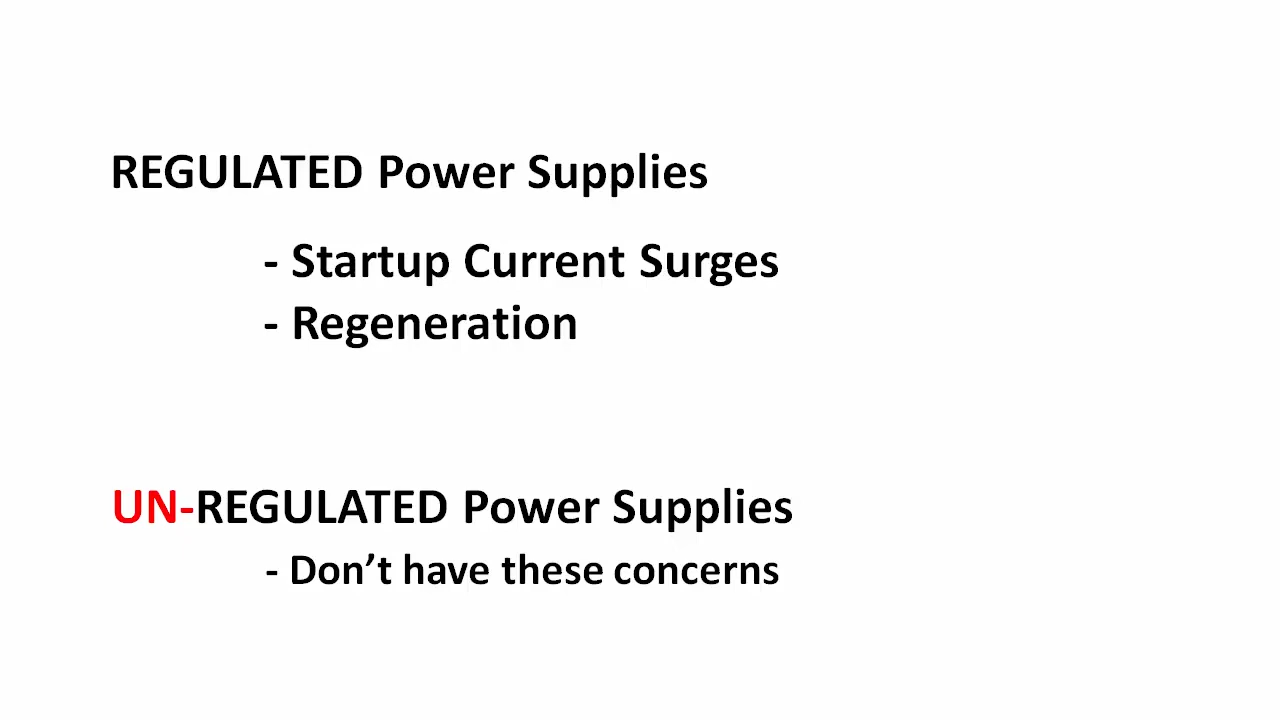 REGULATED Power Supplies
- Startup Current Surges
- Regeneration
UN-REGULATED Power Supplies
- Don’t have these concerns